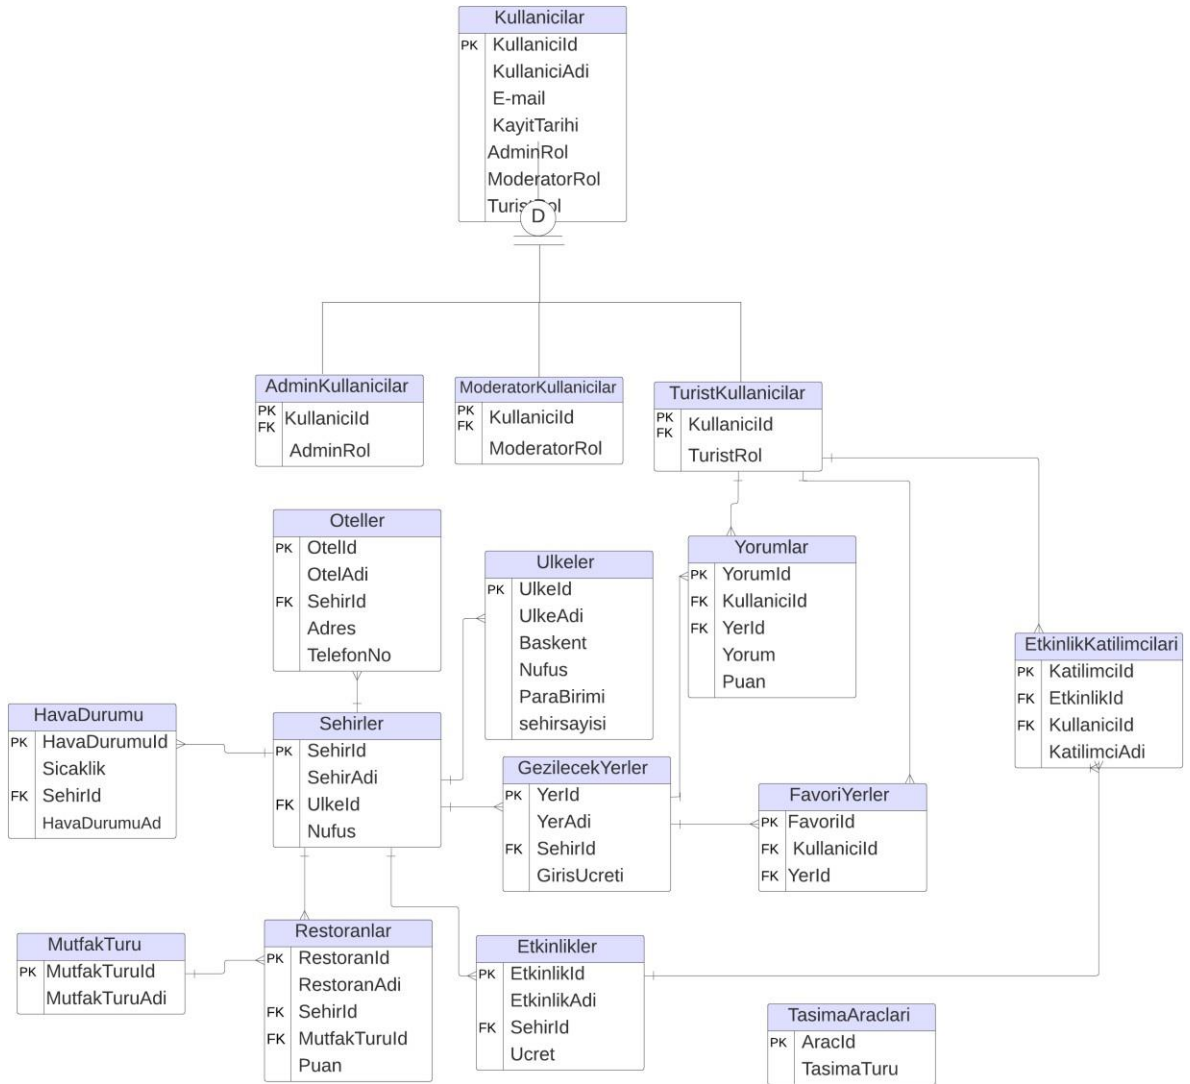 Kullanicilar
PK KullaniciId
KullaniciAdi
E-mail
KayitTarihi
AdminRol
ModeratorRol
TuristRol
D
AdminKullanicilar
PK
FK KullaniciId
AdminRol
ModeratorKullanicilar
PK
FK KullaniciId
ModeratorRol
TuristKullanicilar
PK
FK KullaniciId
TuristRol
Oteller
PK OtelId
OtelAdi
FK SehirId
Adres
TelefonNo
Ulkeler
PK UlkeId
UlkeAdi
Baskent
Nufus
ParaBirimi
sehirsayisi
Yorumlar
PK YorumId
FK KullaniciId
FK YerId
Yorum
Puan
EtkinlikKatilimcilari
PK KatilimciId
FK EtkinlikId
FK KullaniciId
KatilimciAdi
HavaDurumu
PK HavaDurumuId
Sicaklik
FK SehirId
HavaDurumuAd
Sehirler
PK SehirId
SehirAdi
FK UlkeId
Nufus
GezilecekYerler
PK YerId
YerAdi
FK SehirId
GirisUcreti
FavoriYerler
PK FavoriId
FK KullaniciId
FK YerId
MutfakTuru
PK MutfakTuruId
MutfakTuruAdi
Restoranlar
PK RestoranId
RestoranAdi
FK SehirId
FK MutfakTuruId
Puan
Etkinlikler
PK EtkinlikId
EtkinlikAdi
FK SehirId
Ucret
TasimaAraclari
PK AracId
TasimaTuru